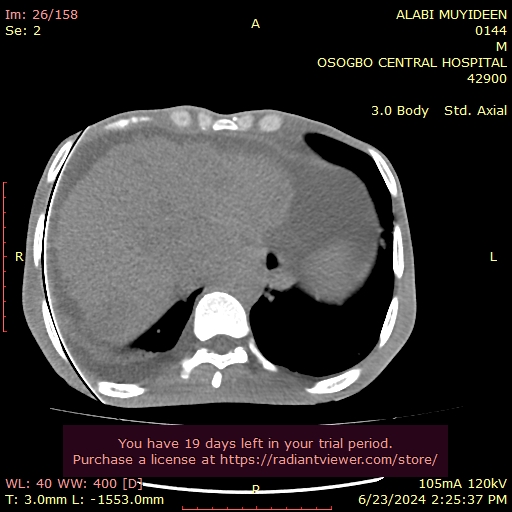 Im: 26/158
Se: 2
A
ALABI MUYIDEEN
0144
M
OSOGBO CENTRAL HOSPITAL
42900
3.0 Body Std. Axial
R
L
You have 19 days left in your trial period.
Purchase a license at https://radiantviewer.com/store/
WL: 40 WW: 400 [D]
T: 3.0mm L: -1553.0mm
P
105mA 120kV
6/23/2024 2:25:37 PM